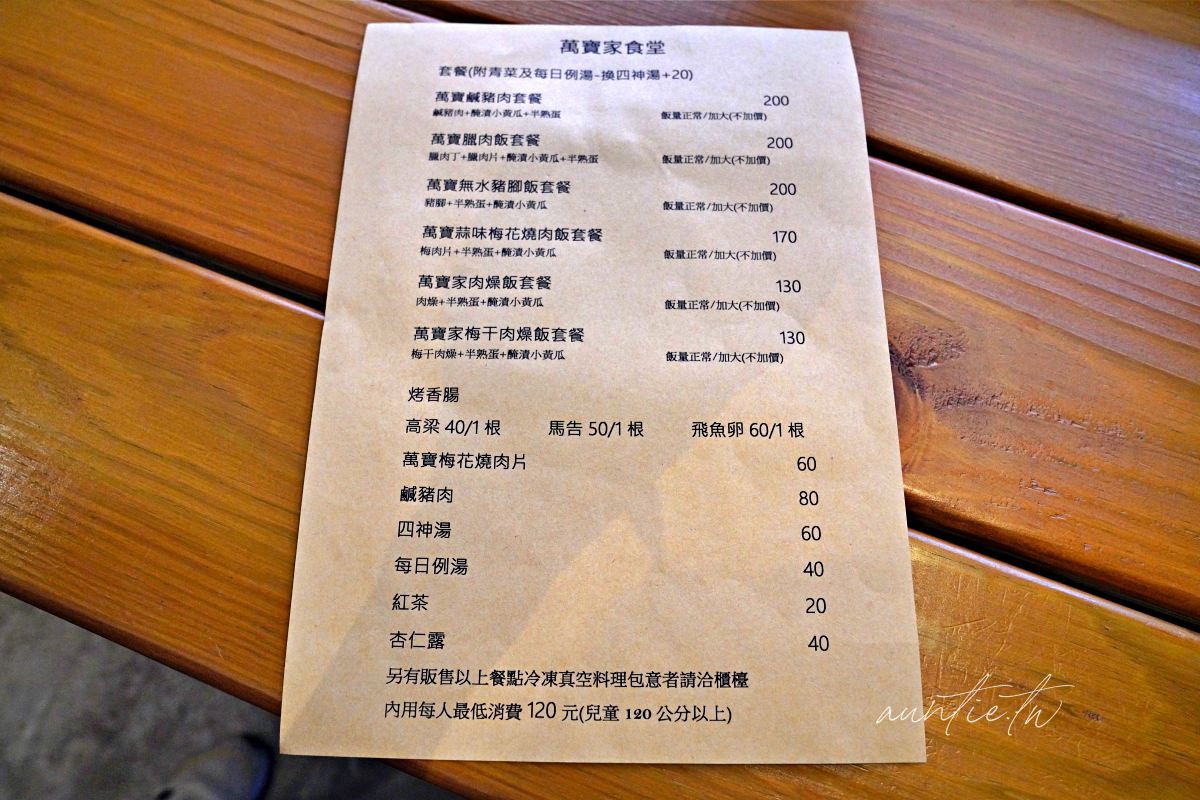 萬寶家食堂
套餐(附青菜及每日例湯-換四神湯+20)
萬寶鹹豬肉套餐 200
鹹豬肉+醃漬小黃瓜+半熟蛋 飯量正常/加大(不加價)
萬寶臘肉飯套餐 200
臘肉丁+臘肉片+醃漬小黃瓜+半熟蛋 飯量正常/加大(不加價)
萬寶無水豬腳飯套餐 200
豬腳+半熟蛋+醃漬小黃瓜 飯量正常/加大(不加價)
萬寶蒜味梅花燒肉飯套餐 170
梅肉片+半熟蛋+醃漬小黃瓜 飯量正常/加大(不加價)
萬寶家肉燥飯套餐 130
肉燥+半熟蛋+醃漬小黃瓜 飯量正常/加大(不加價)
萬寶家梅干肉燥飯套餐 130
梅干肉燥+半熟蛋+醃漬小黃瓜 飯量正常/加大(不加價)
烤香腸
高梁 40/1 根 馬告 50/1 根 飛魚卵 60/1 根
萬寶梅花燒肉片 60
鹹豬肉 80
四神湯 60
每日例湯 40
紅茶 20
杏仁露 40
另有販售以上餐點冷凍真空料理包意者請洽櫃檯
內用每人最低消費 120 元(兒童 120 公分以上)
auntie.tw